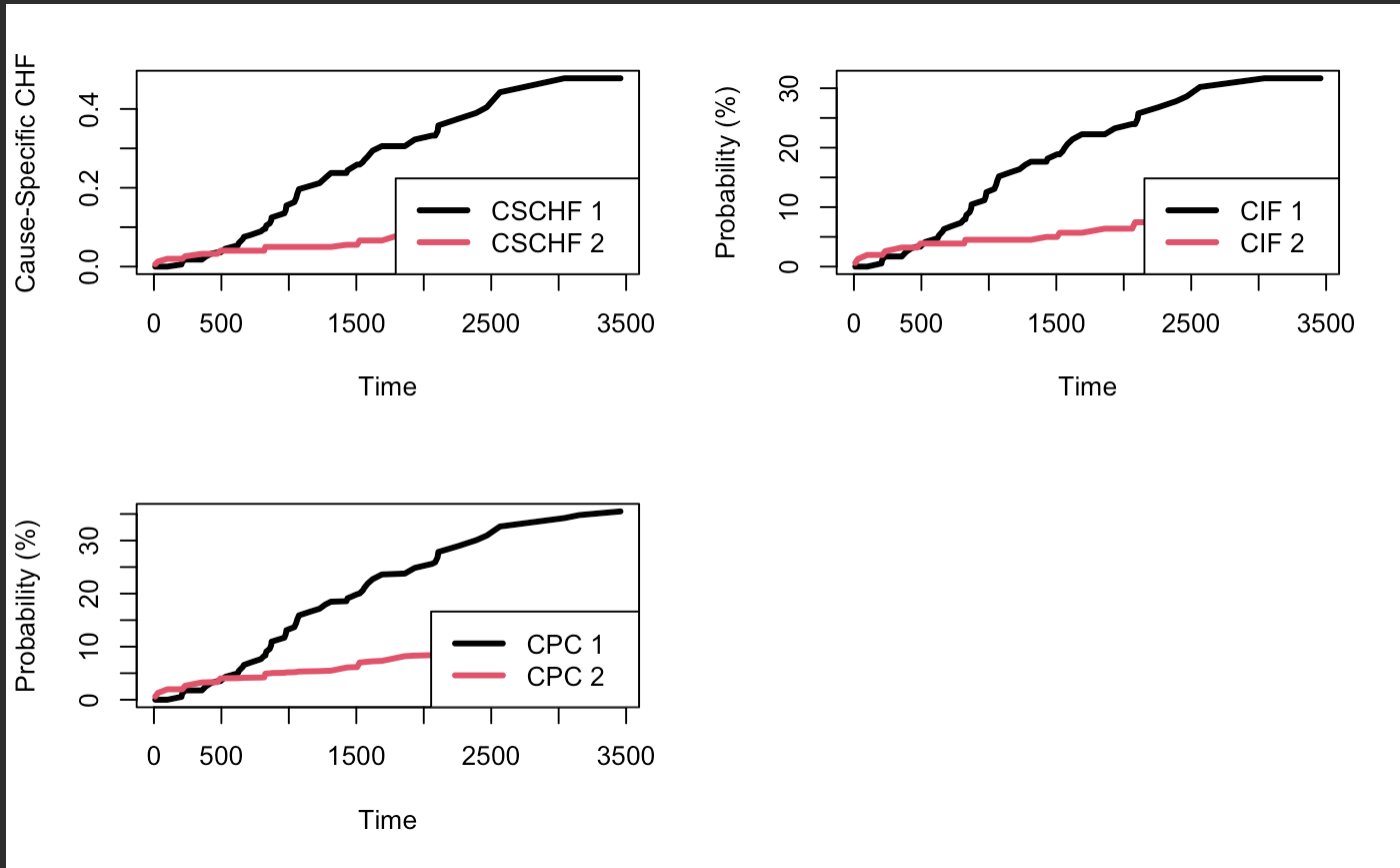 Cause-Specific CHF
0.0 0.2 0.4
CSCHF 1
CSCHF 2
0 500 1500 2500 3500
Time
Probability (%)
0 10 20 30
CIF 1
CIF 2
0 500 1500 2500 3500
Time
Probability (%)
0 10 20 30
CPC 1
CPC 2
0 500 1500 2500 3500
Time